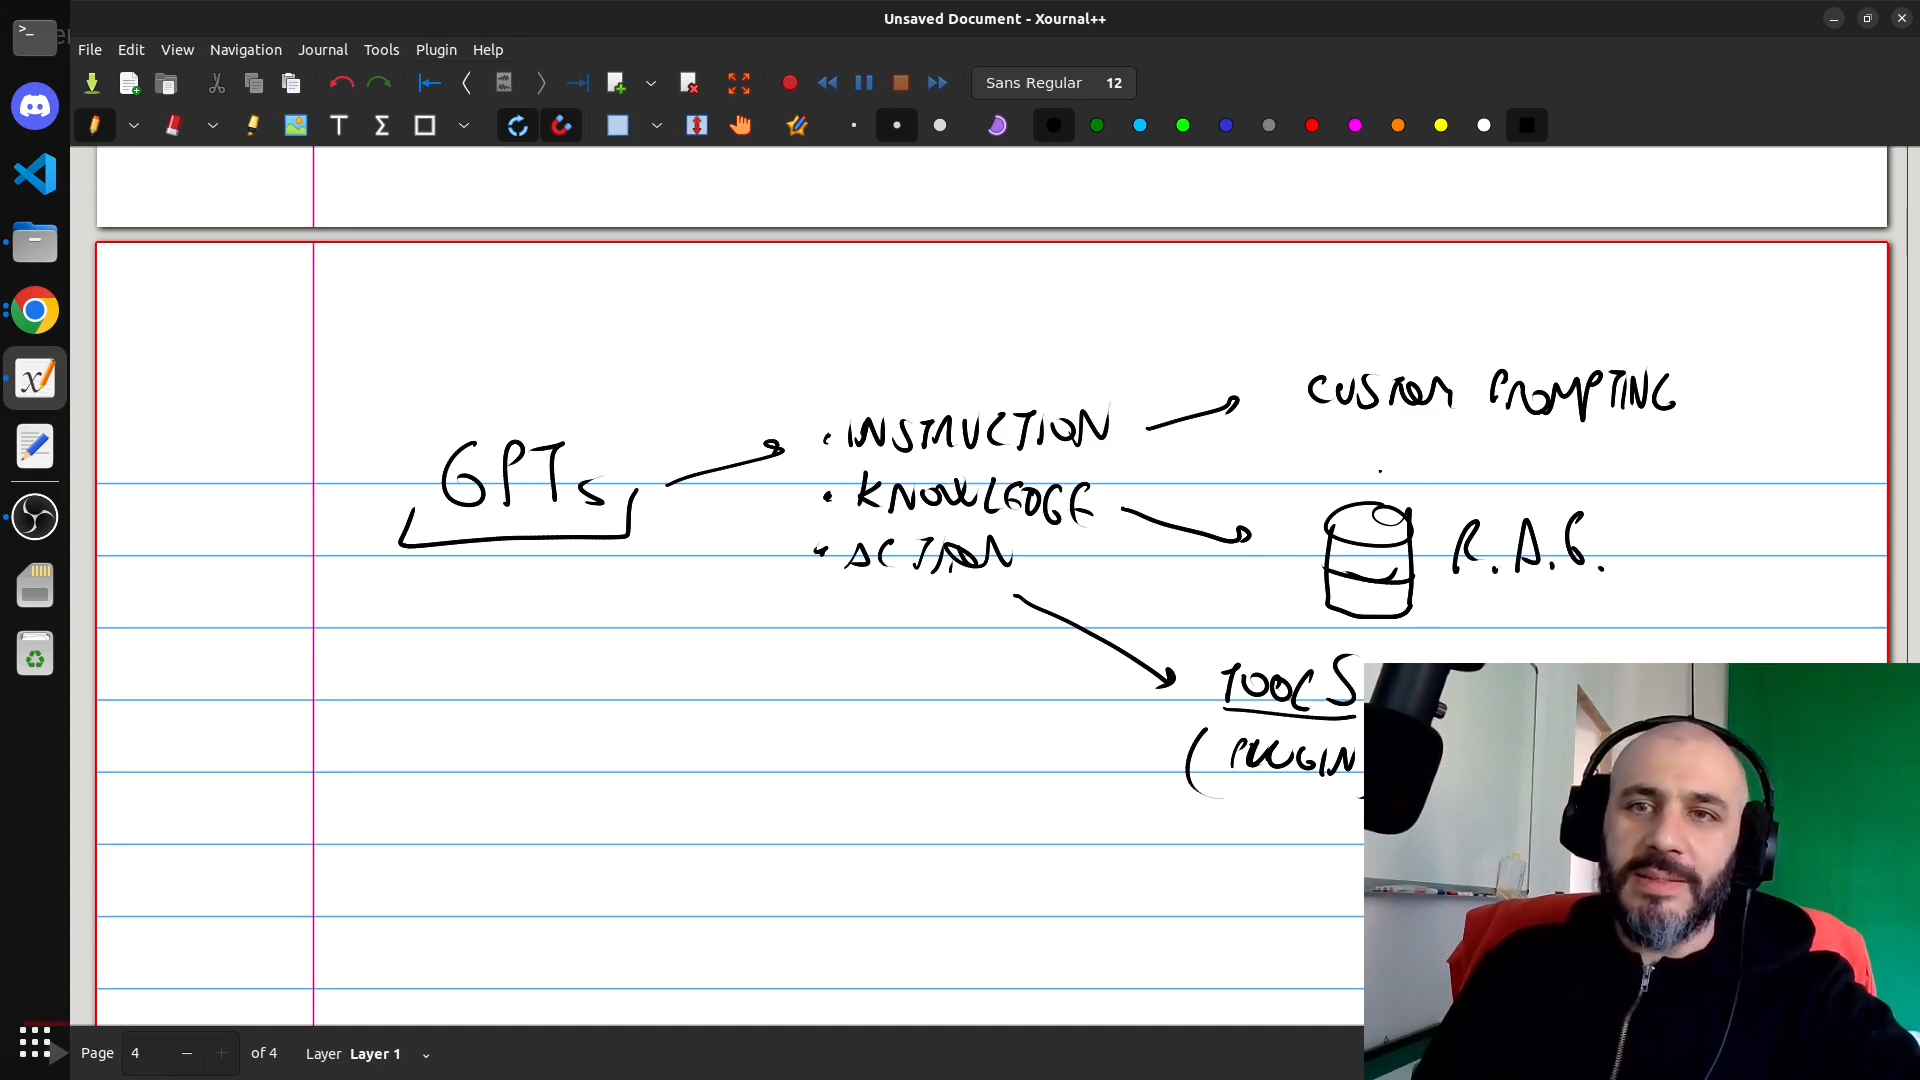 Unsaved Document - Xournal++
File Edit View Navigation Journal Tools Plugin Help
Sans Regular 12
CUSTOM PROMPTING
GPTs
· INSTRUCTION
· KNOWLEDGE
· ACTION
R.A.G.
TOOLS
(PLUGIN
Page 4 of 4 Layer Layer 1